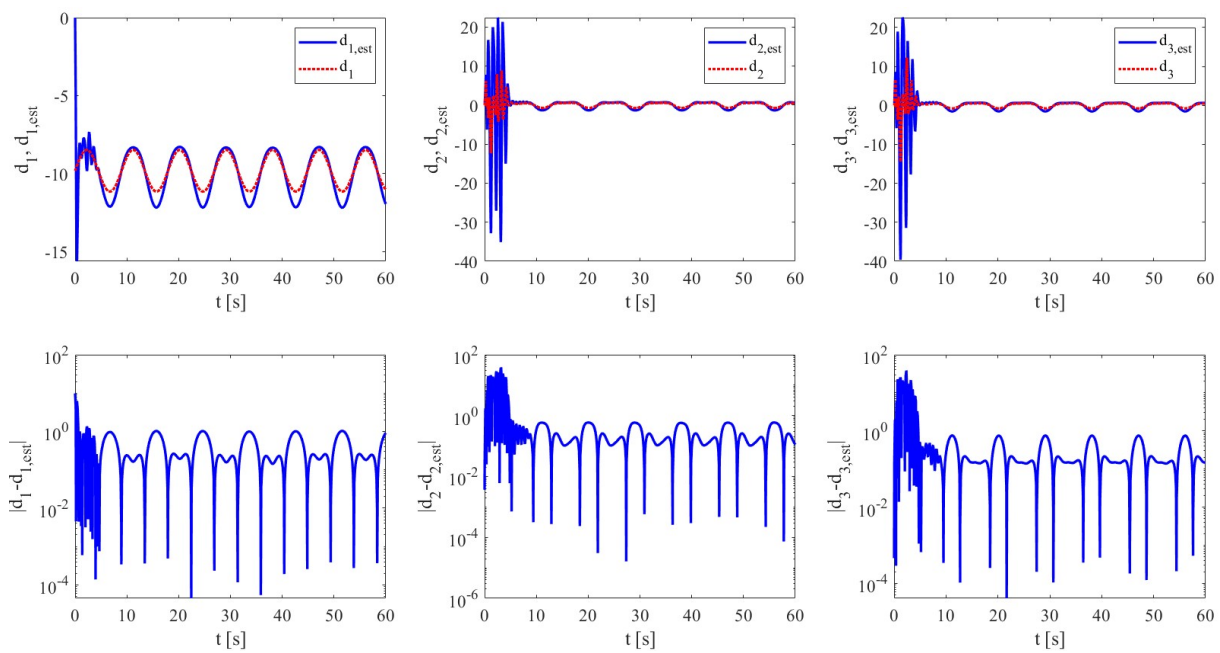 d1, d1,est
0
-5
-10
-15
0 10 20 30 40 50 60
t [s]
d1,est
d1
d2, d2,est
20
10
0
-10
-20
-30
-40
0 10 20 30 40 50 60
t [s]
d2,est
d2
d3, d3,est
20
10
0
-10
-20
-30
-40
0 10 20 30 40 50 60
t [s]
d3,est
d3
|d1-d1,est|
10^2
10^0
10^-2
10^-4
0 10 20 30 40 50 60
t [s]
|d2-d2,est|
10^2
10^0
10^-2
10^-4
10^-6
0 10 20 30 40 50 60
t [s]
|d3-d3,est|
10^2
10^0
10^-2
10^-4
0 10 20 30 40 50 60
t [s]